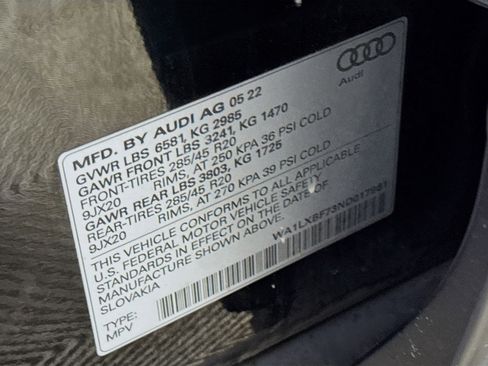 Audi
MFD. BY AUDI AG 05 22
GVWR LBS 6581, KG 2985
GAWR FRONT LBS 3241, KG 1470
FRONT-TIRES 285/45 R20
9JX20 RIMS, AT 250 KPA 36 PSI COLD
GAWR REAR LBS 3803, KG 1725
REAR-TIRES 285/45 R20
9JX20 RIMS, AT 270 KPA 39 PSI COLD
THIS VEHICLE CONFORMS TO ALL APPLICABLE
U.S. FEDERAL MOTOR VEHICLE SAFETY
STANDARDS IN EFFECT ON THE DATE OF
MANUFACTURE SHOWN ABOVE.
SLOVAKIA
WA1LXBF73ND017981
TYPE:
MPV